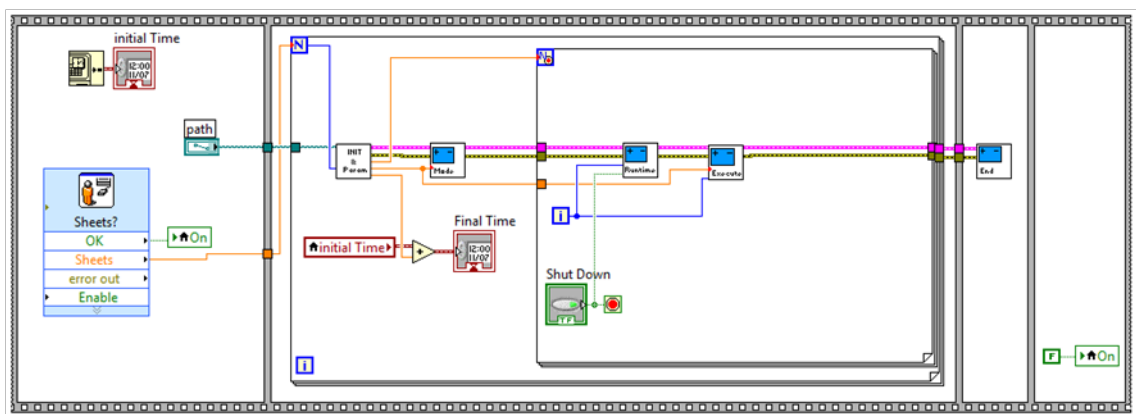 initial Time
12:00
11/07
path
Sheets?
OK
Sheets
error out
Enable
On
N
INIT
&
Param
Mode
initial Time
+
Final Time
12:00
11/07
i
N
Runtime
Execute
i
Shut Down
TF
End
F
On